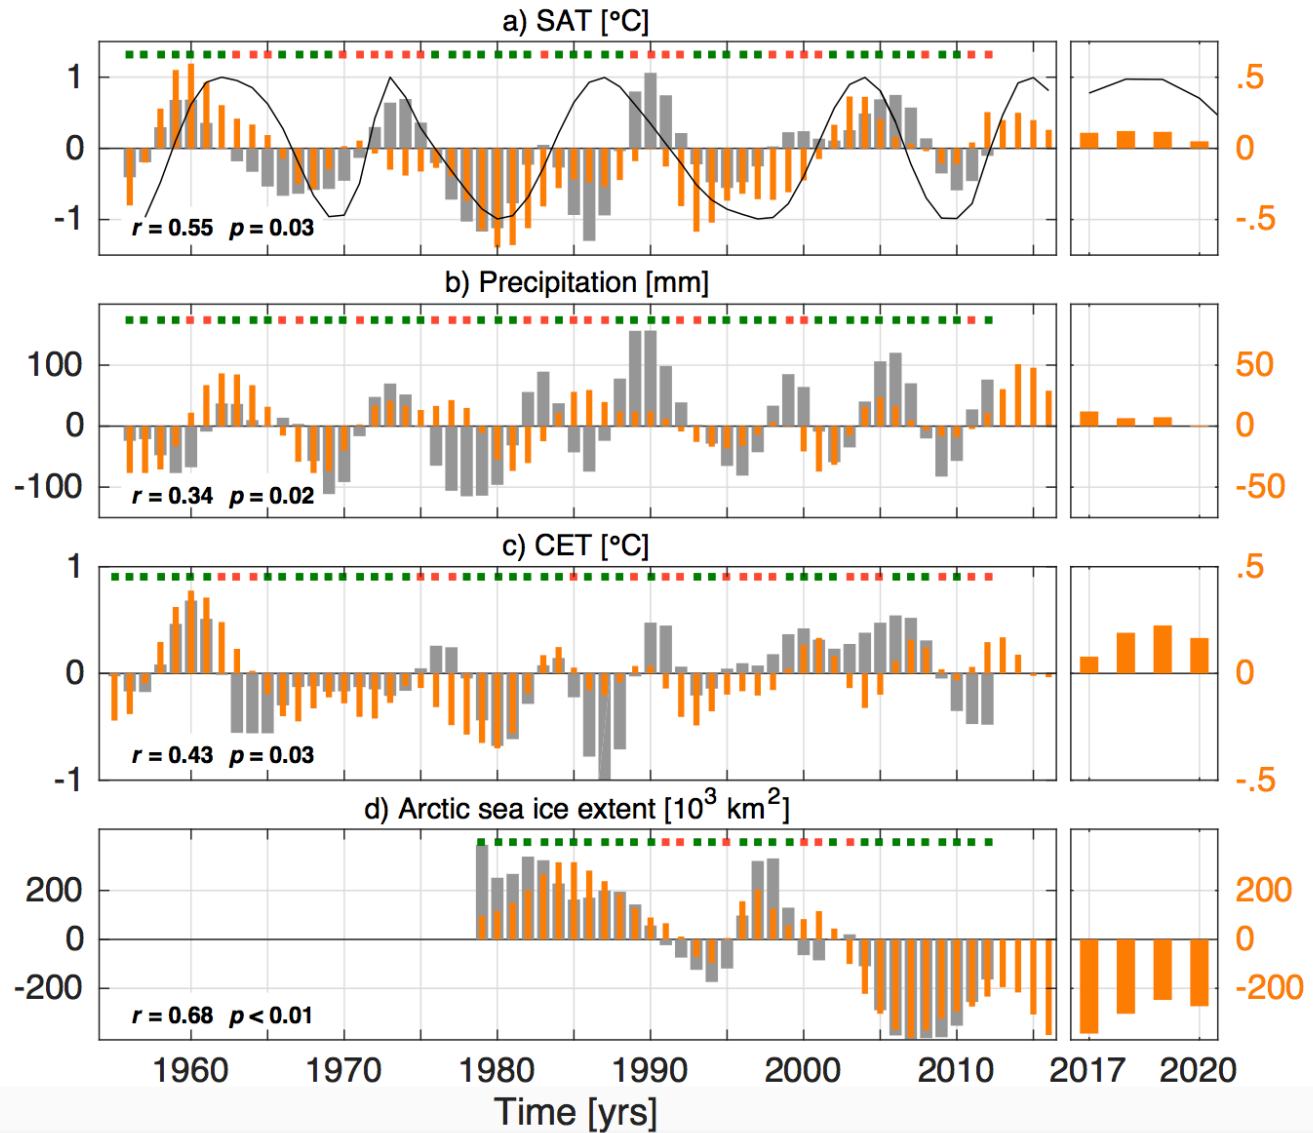 a) SAT [°C]
1
0
-1
.5
0
-.5
r = 0.55 p = 0.03
b) Precipitation [mm]
100
0
-100
50
0
-50
r = 0.34 p = 0.02
c) CET [°C]
1
0
-1
.5
0
-.5
r = 0.43 p = 0.03
d) Arctic sea ice extent [10³ km²]
200
0
-200
200
0
-200
r = 0.68 p < 0.01
1960 1970 1980 1990 2000 2010 2017 2020
Time [yrs]